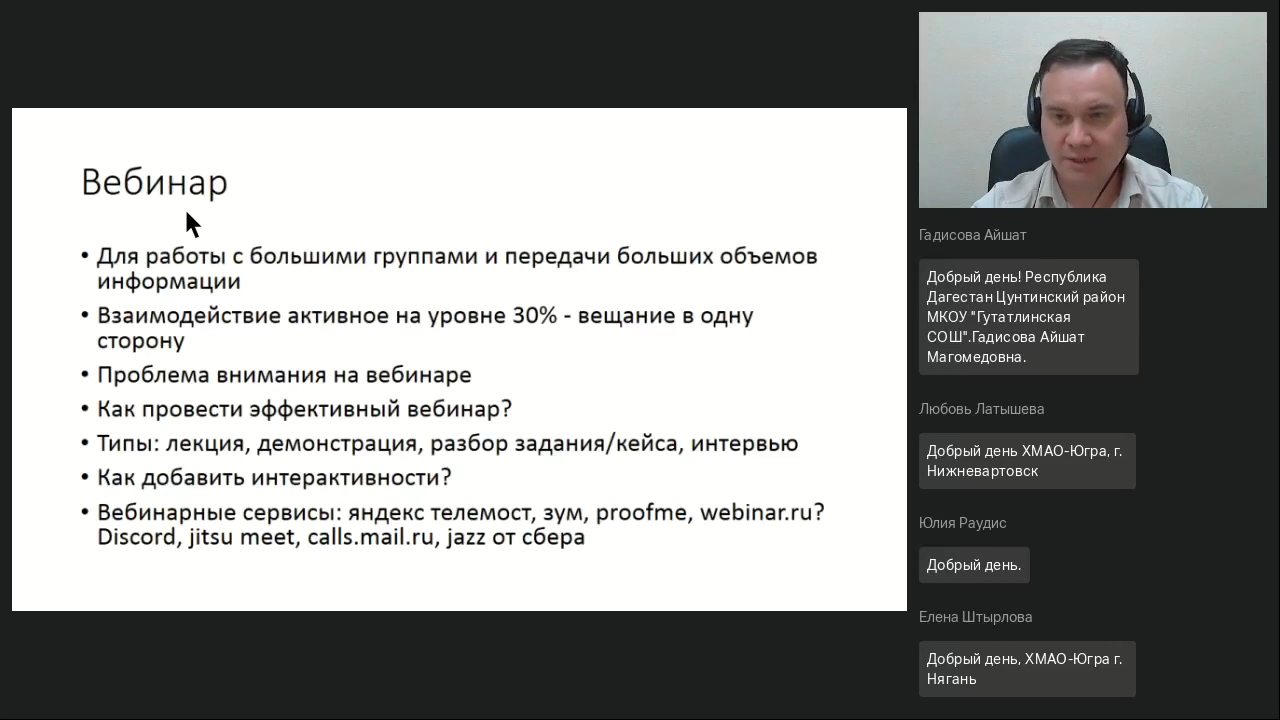 Вебинар
• Для работы с большими группами и передачи больших объемов
информации
• Взаимодействие активное на уровне 30% - вещание в одну
сторону
• Проблема внимания на вебинаре
• Как провести эффективный вебинар?
• Типы: лекция, демонстрация, разбор задания/кейса, интервью
• Как добавить интерактивности?
• Вебинарные сервисы: яндекс телемост, зум, proofme, webinar.ru?
Discord, jitsu meet, calls.mail.ru, jazz от сбера
Гадисова Айшат
Добрый день! Республика
Дагестан Цунтинский район
МКОУ "Гутатлинская
СОШ".Гадисова Айшат
Магомедовна.
Любовь Латышева
Добрый день ХМАО-Югра, г.
Нижневартовск
Юлия Раудис
Добрый день.
Елена Штырлова
Добрый день, ХМАО-Югра г.
Нягань